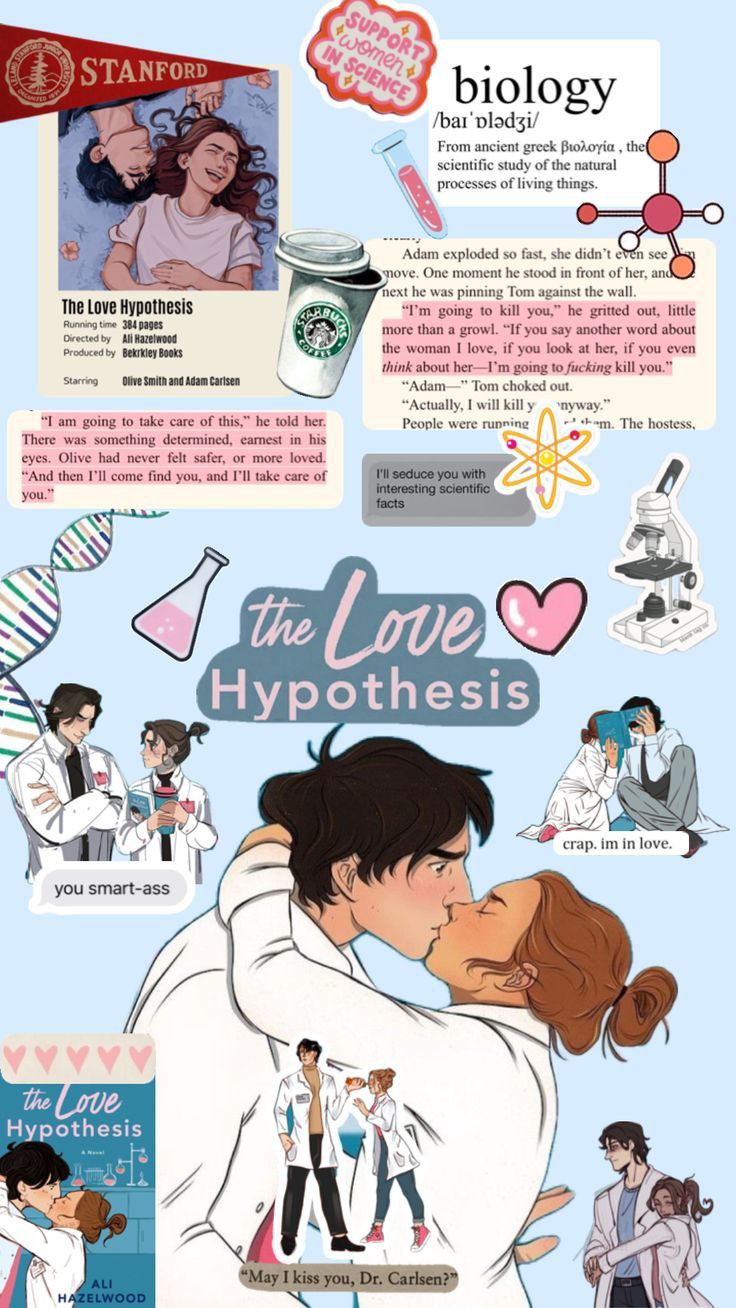 STANFORD
SUPPORT
women
IN SCIENCE
biology
/baɪˈɒlədʒi/
From ancient greek βιολογία , the
scientific study of the natural
processes of living things.
The Love Hypothesis
Running time 384 pages
Directed by Ali Hazelwood
Produced by Bekrkley Books
Starring Olive Smith and Adam Carlsen
STARBUCKS
COFFEE
Adam exploded so fast, she didn't even see
move. One moment he stood in front of her, and
next he was pinning Tom against the wall.
"I'm going to kill you," he gritted out, little
more than a growl. "If you say another word about
the woman I love, if you look at her, if you even
think about her—I'm going to fucking kill you."
"Adam—" Tom choked out.
"Actually, I will kill anyway."
People were running them. The hostess,
"I am going to take care of this," he told her.
There was something determined, earnest in his
eyes. Olive had never felt safer, or more loved.
"And then I'll come find you, and I'll take care of
you."
I'll seduce you with
interesting scientific
facts
the Love
Hypothesis
you smart-ass
crap. im in love.
the Love
Hypothesis
A Novel
ALI
HAZELWOOD
"May I kiss you, Dr. Carlsen?"